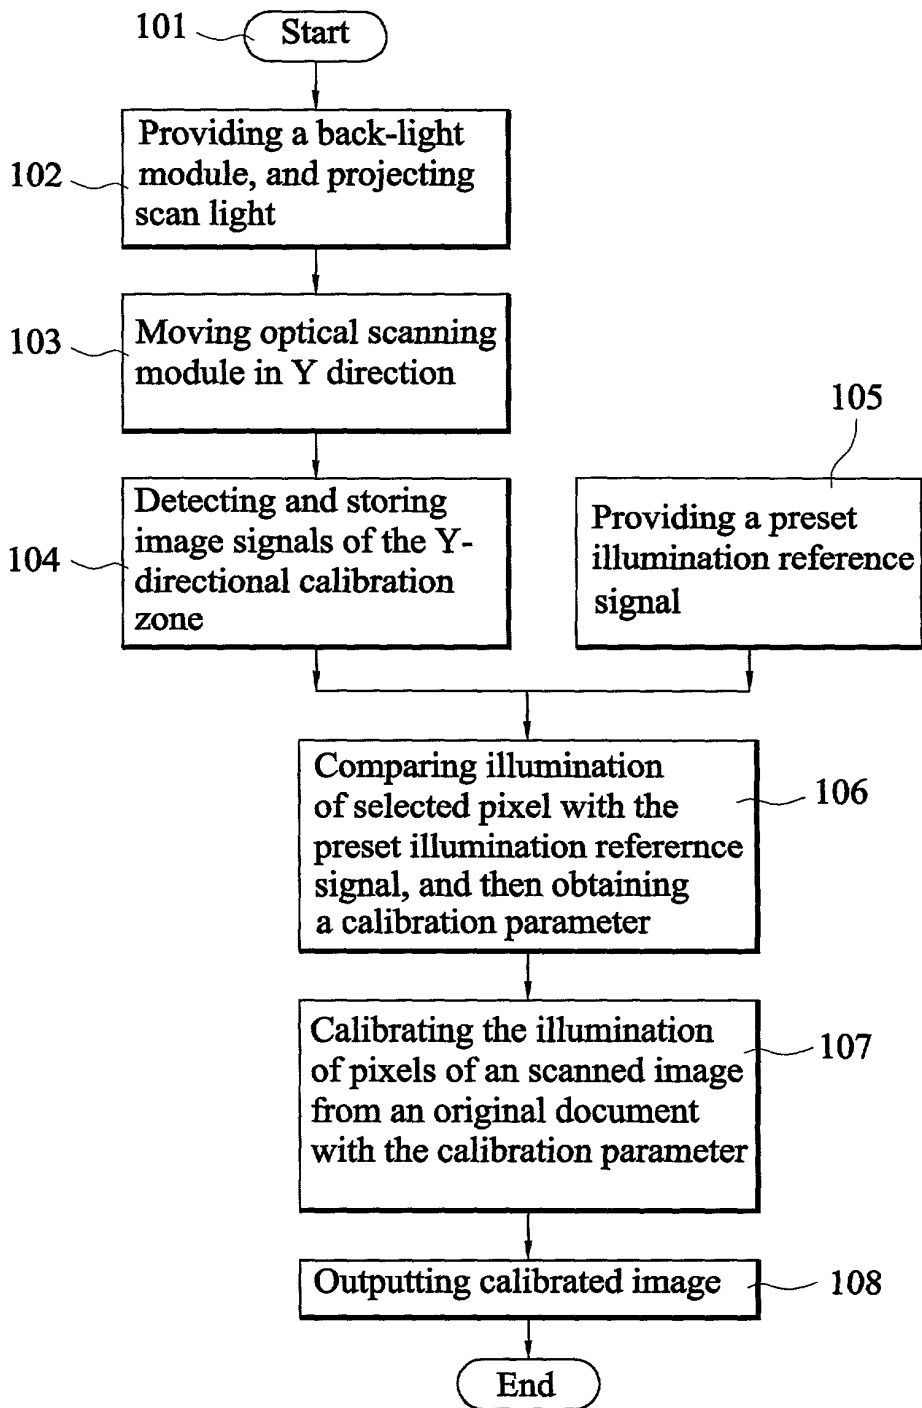 101
Start
102
Providing a back-light
module, and projecting
scan light
103
Moving optical scanning
module in Y direction
104
Detecting and storing
image signals of the Y-
directional calibration
zone
105
Providing a preset
illumination reference
signal
Comparing illumination
of selected pixel with the
preset illumination referernce
signal, and then obtaining
a calibration parameter
106
Calibrating the illumination
of pixels of an scanned image
from an original document
with the calibration parameter
107
Outputting calibrated image
108
End